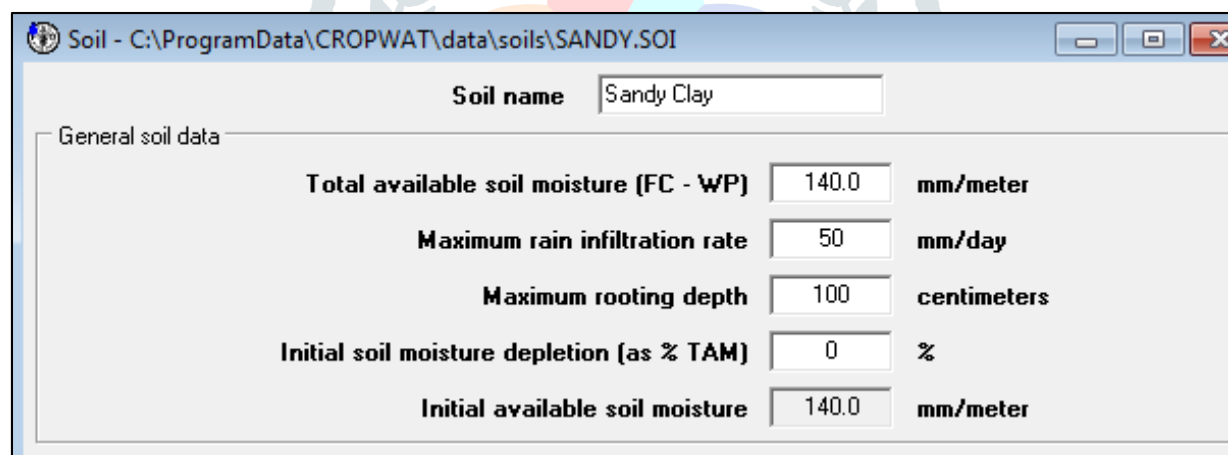 Soil - C:\ProgramData\CROPWAT\data\soils\SANDY.SOI
Soil name Sandy Clay
General soil data
Total available soil moisture (FC - WP) 140.0 mm/meter
Maximum rain infiltration rate 50 mm/day
Maximum rooting depth 100 centimeters
Initial soil moisture depletion (as % TAM) 0 %
Initial available soil moisture 140.0 mm/meter